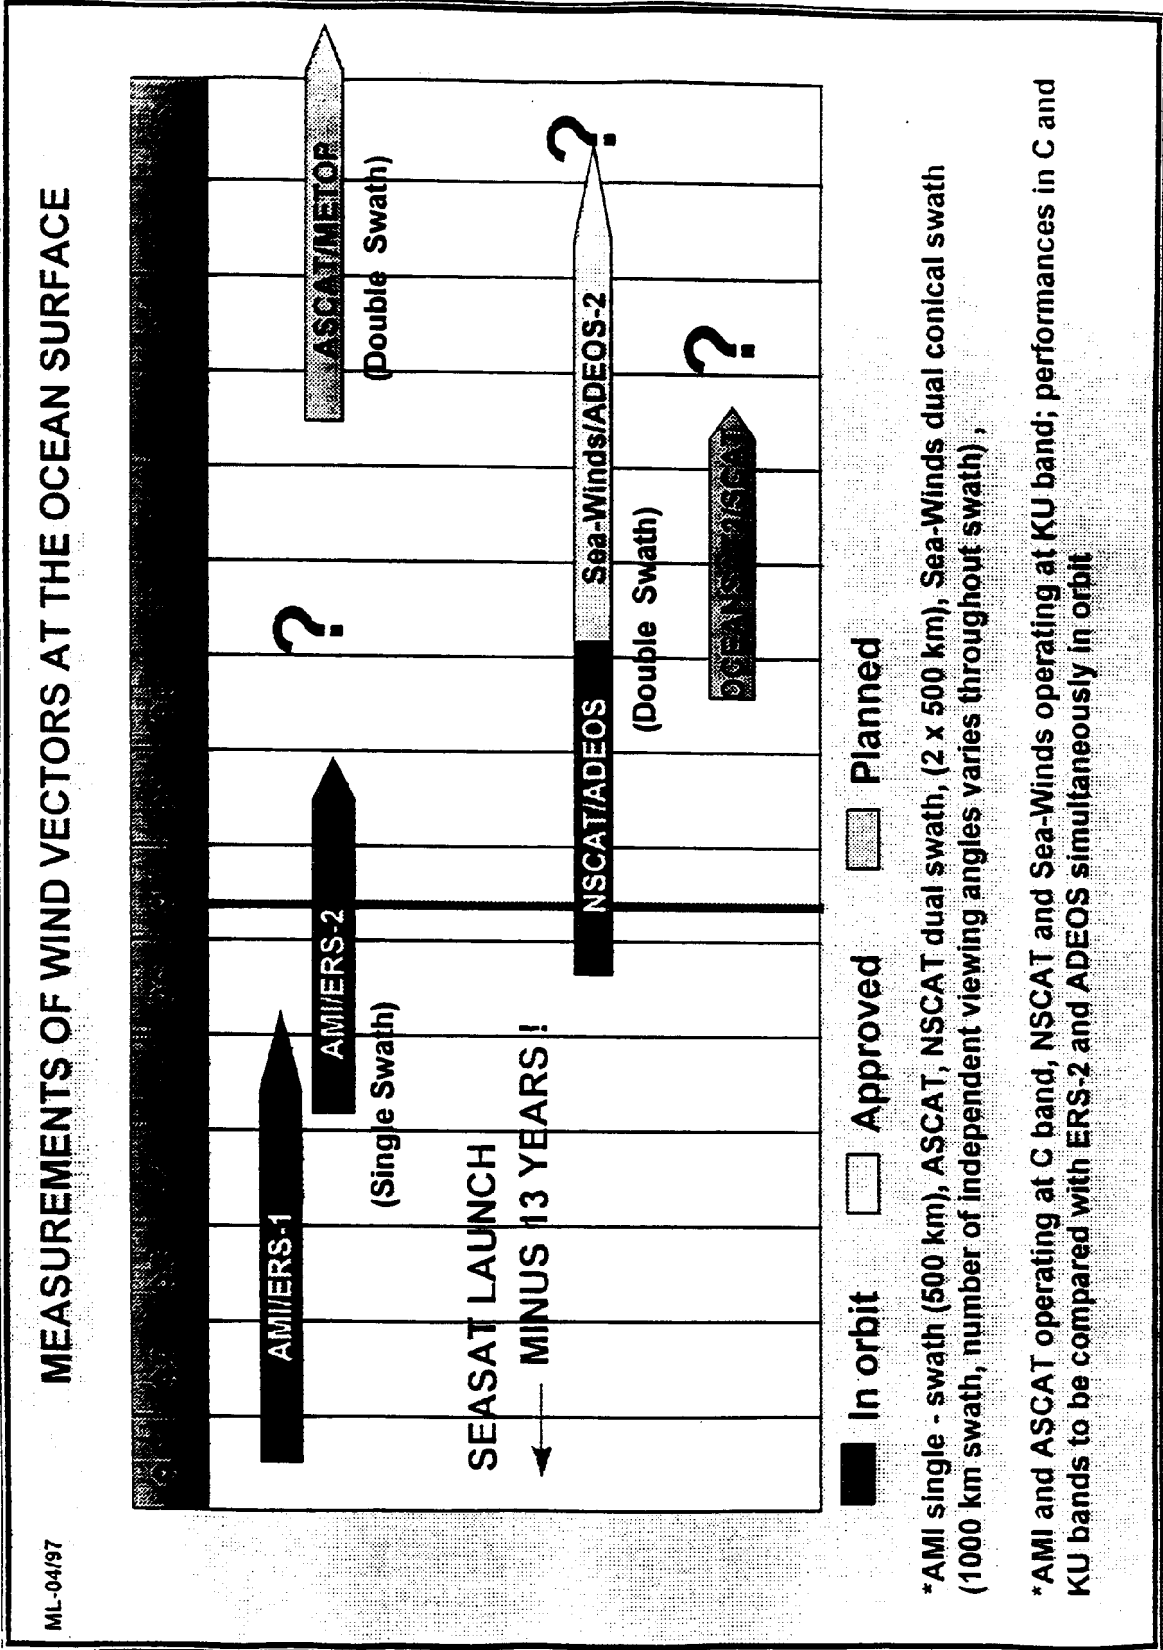 ML-04/97
MEASUREMENTS OF WIND VECTORS AT THE OCEAN SURFACE
AMI/ERS-1
AMI/ERS-2
(Single Swath)
?
ASCAT/METOP
(Double Swath)
SEASAT LAUNCH
MINUS 13 YEARS !
NSCAT/ADEOS
Sea-Winds/ADEOS-2
?
(Double Swath)
?
In orbit
Approved
Planned
*AMI single - swath (500 km), ASCAT, NSCAT dual swath, (2 x 500 km), Sea-Winds dual conical swath
(1000 km swath, number of independent viewing angles varies throughout swath) ,
*AMI and ASCAT operating at C band, NSCAT and Sea-Winds operating at KU band; performances in C and
KU bands to be compared with ERS-2 and ADEOS simultaneously in orbit